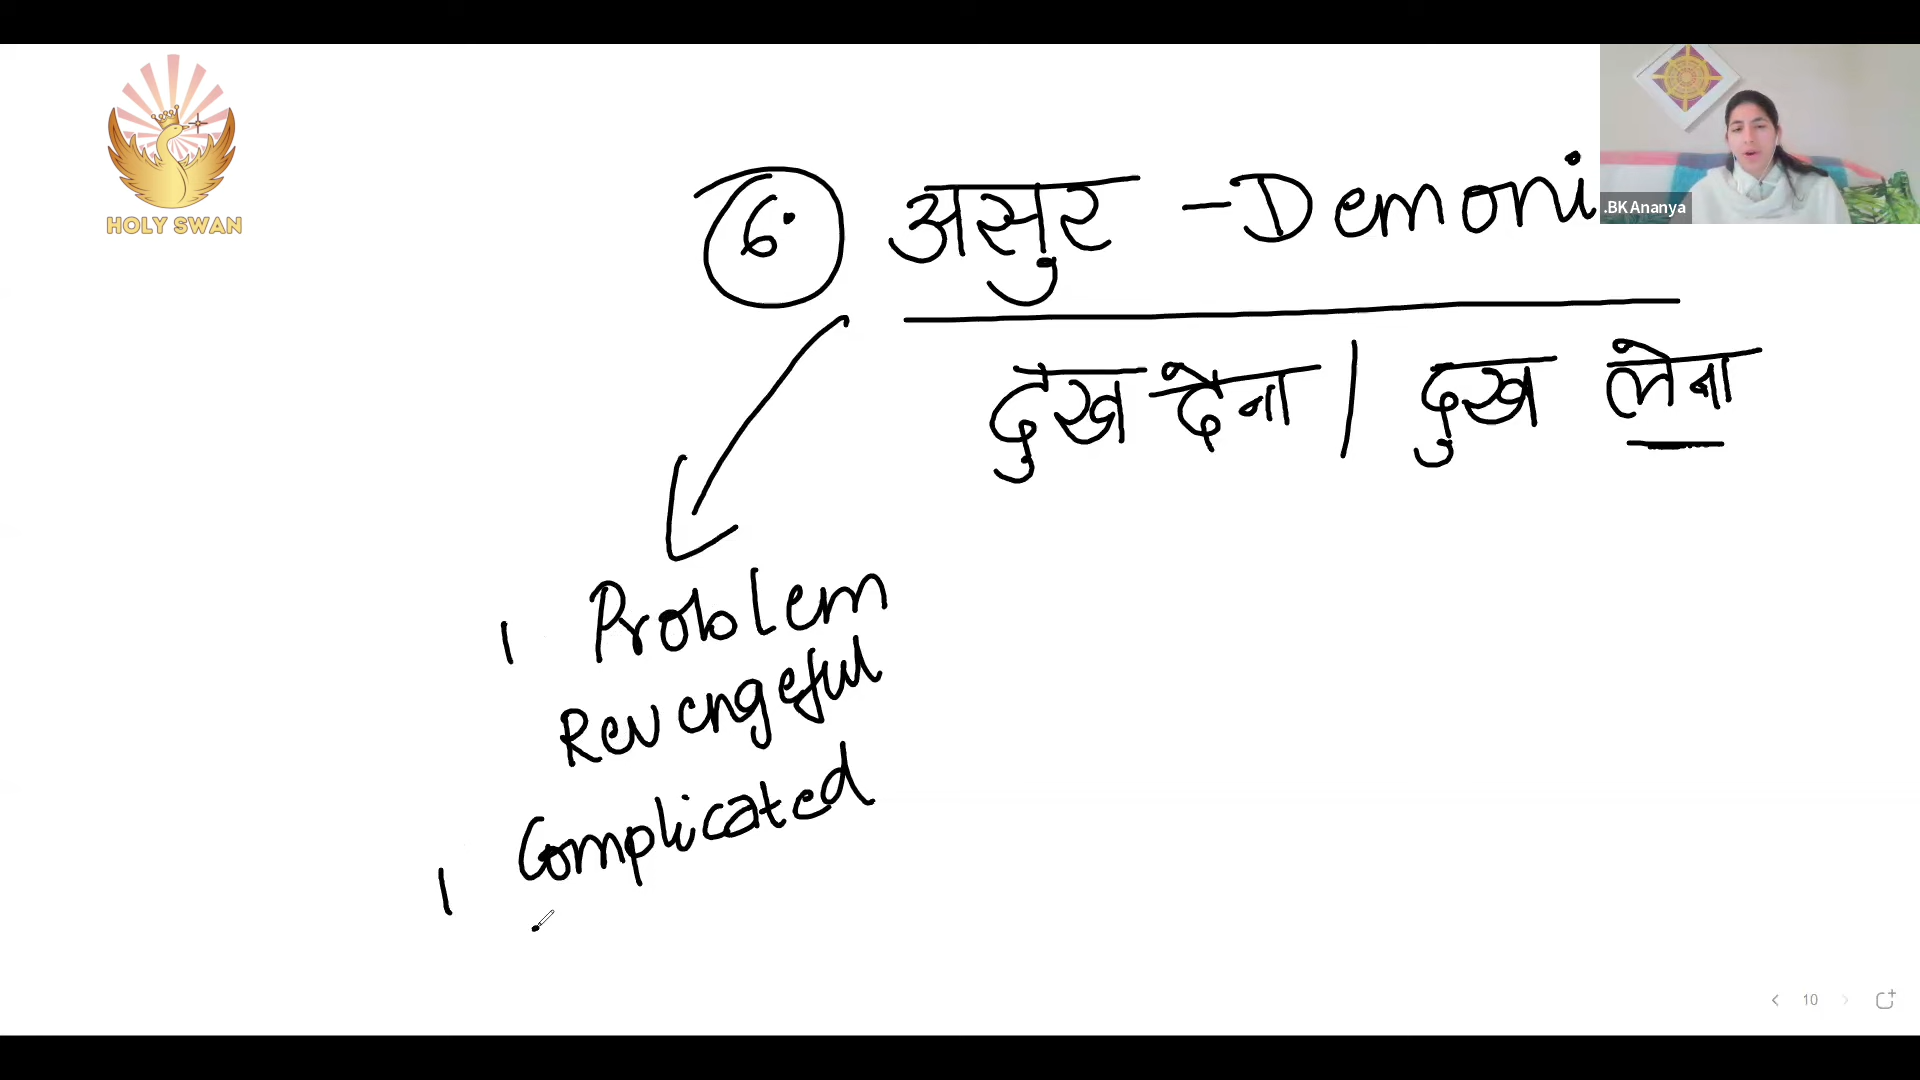 HOLY SWAN
.BK Ananya
6. असुर - Demoni
दुख देना | दुख लेना
1 Problem
Revengeful
1 Complicated
10